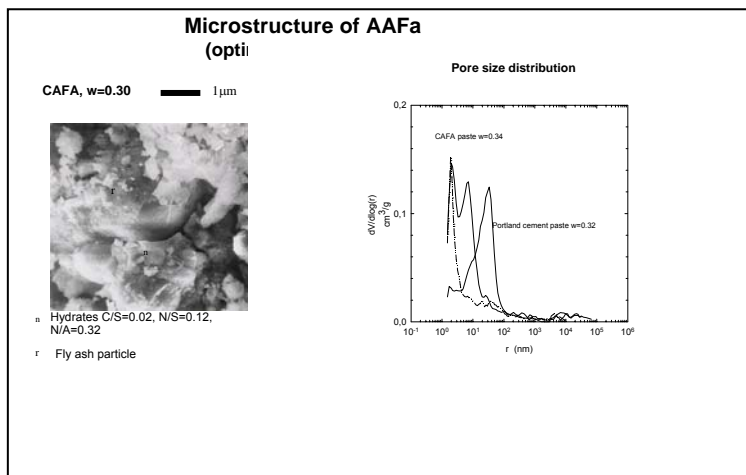 Microstructure of AAFa
(opti
CAFA, w=0.30
1μm
r
n
n Hydrates C/S=0.02, N/S=0.12,
N/A=0.32
r Fly ash particle
Pore size distribution
0,2
0,1
0,0
dV/dlog(r)
cm³/g
CAFA paste w=0.34
Portland cement paste w=0.32
10⁻¹ 10⁰ 10¹ 10² 10³ 10⁴ 10⁵ 10⁶
r (nm)